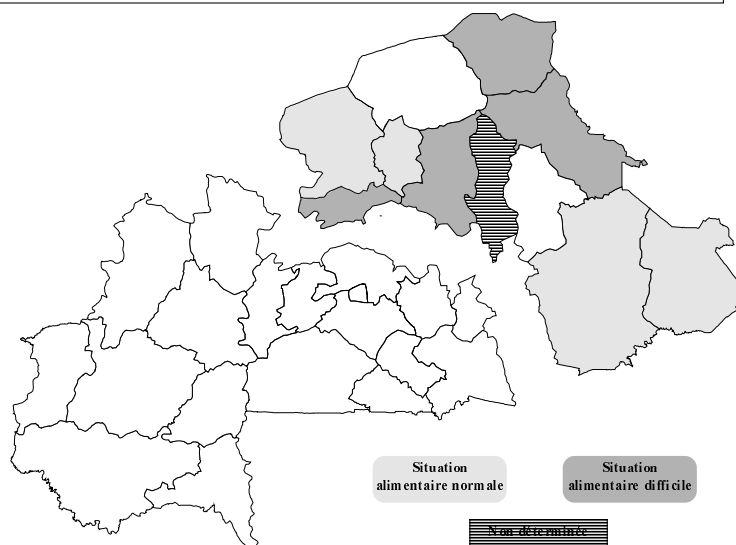 Situation
alimentaire normale
Situation
alimentaire difficile
Non déterminée